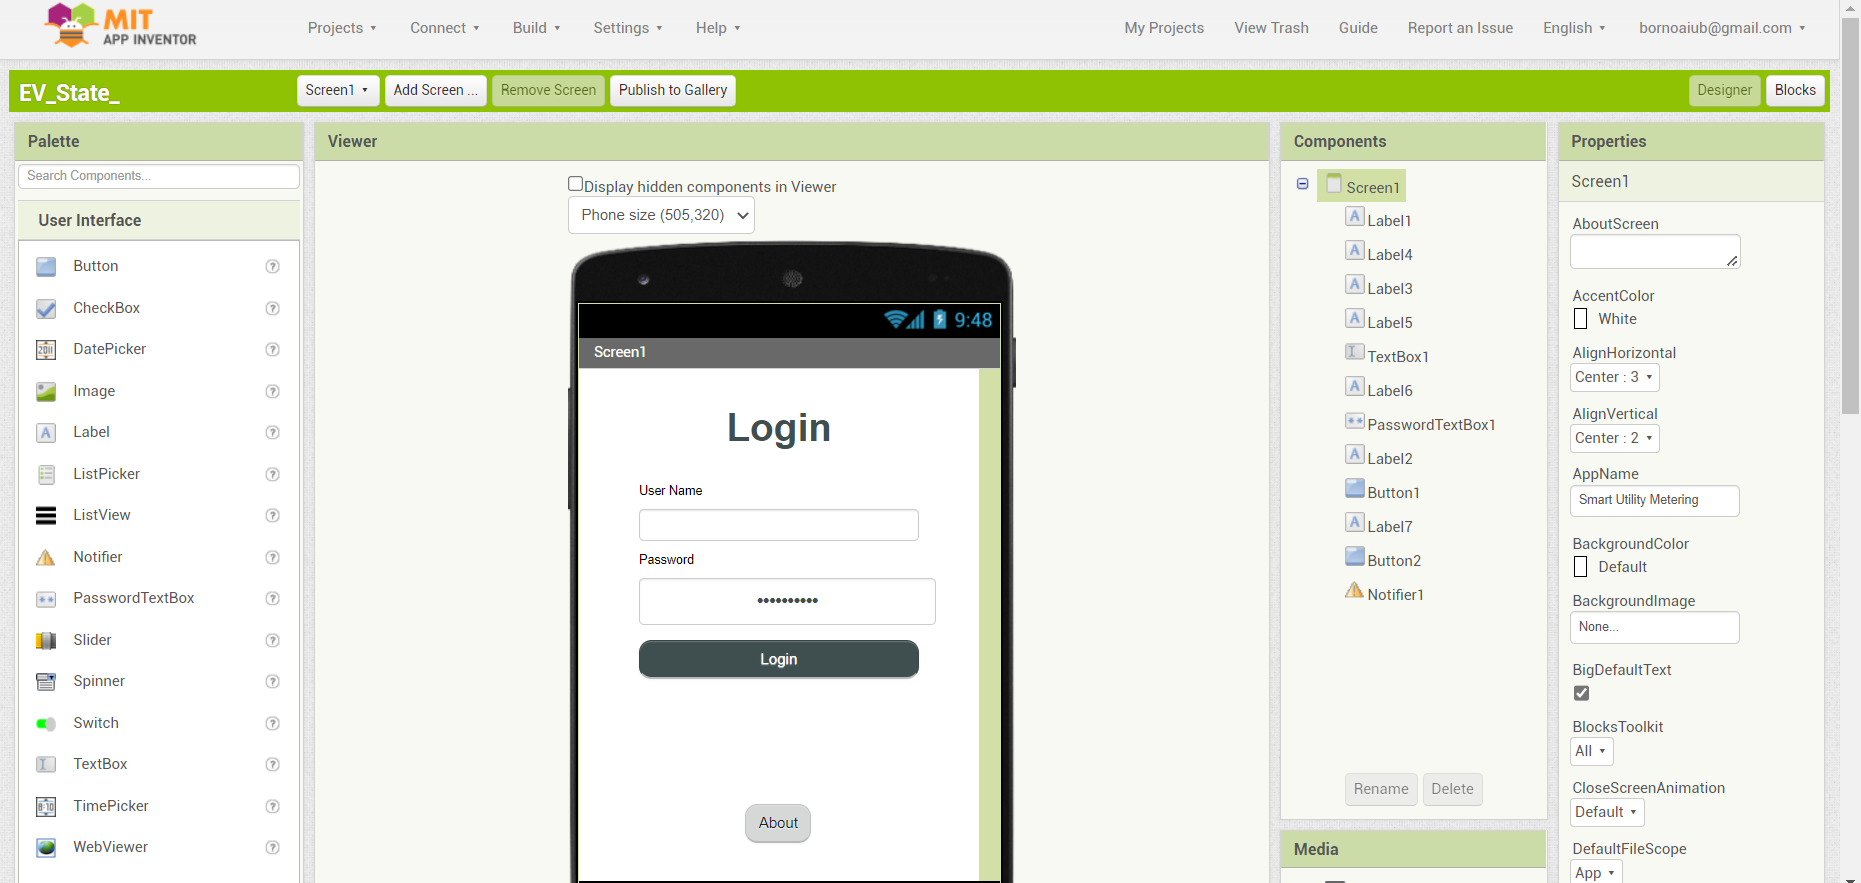 MIT
APP INVENTOR
Projects
Connect
Build
Settings
Help
My Projects
View Trash
Guide
Report an Issue
English
bornoaiub@gmail.com
EV_State_
Screen1
Add Screen ...
Remove Screen
Publish to Gallery
Designer
Blocks
Palette
Search Components...
User Interface
Button
?
CheckBox
?
DatePicker
?
Image
?
Label
?
ListPicker
?
ListView
?
Notifier
?
PasswordTextBox
?
Slider
?
Spinner
?
Switch
?
TextBox
?
TimePicker
?
WebViewer
?
Viewer
Display hidden components in Viewer
Phone size (505,320)
9:48
Screen1
Login
User Name
Password
••••••••••
Login
About
Components
Screen1
Label1
Label4
Label3
Label5
TextBox1
Label6
PasswordTextBox1
Label2
Button1
Label7
Button2
Notifier1
Rename
Delete
Media
Properties
Screen1
AboutScreen
AccentColor
White
AlignHorizontal
Center : 3
AlignVertical
Center : 2
AppName
Smart Utility Metering
BackgroundColor
Default
BackgroundImage
None...
BigDefaultText
BlocksToolkit
All
CloseScreenAnimation
Default
DefaultFileScope
App